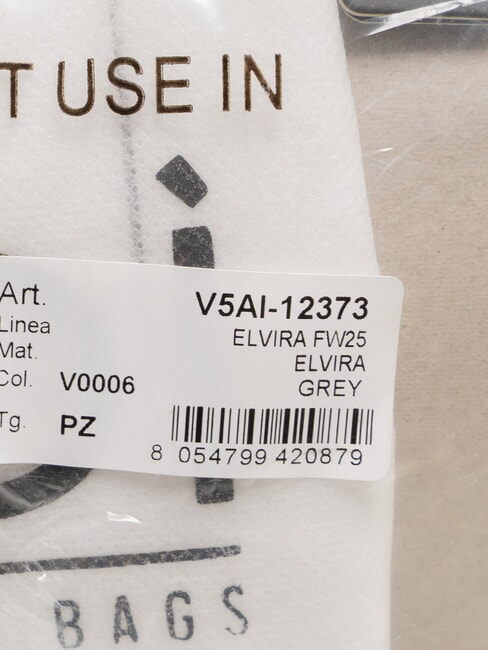 T USE IN
i
Art. V5AI-12373
Linea ELVIRA FW25
Mat. ELVIRA
Col. V0006 GREY
Tg. PZ
8 054799 420879
BAGS